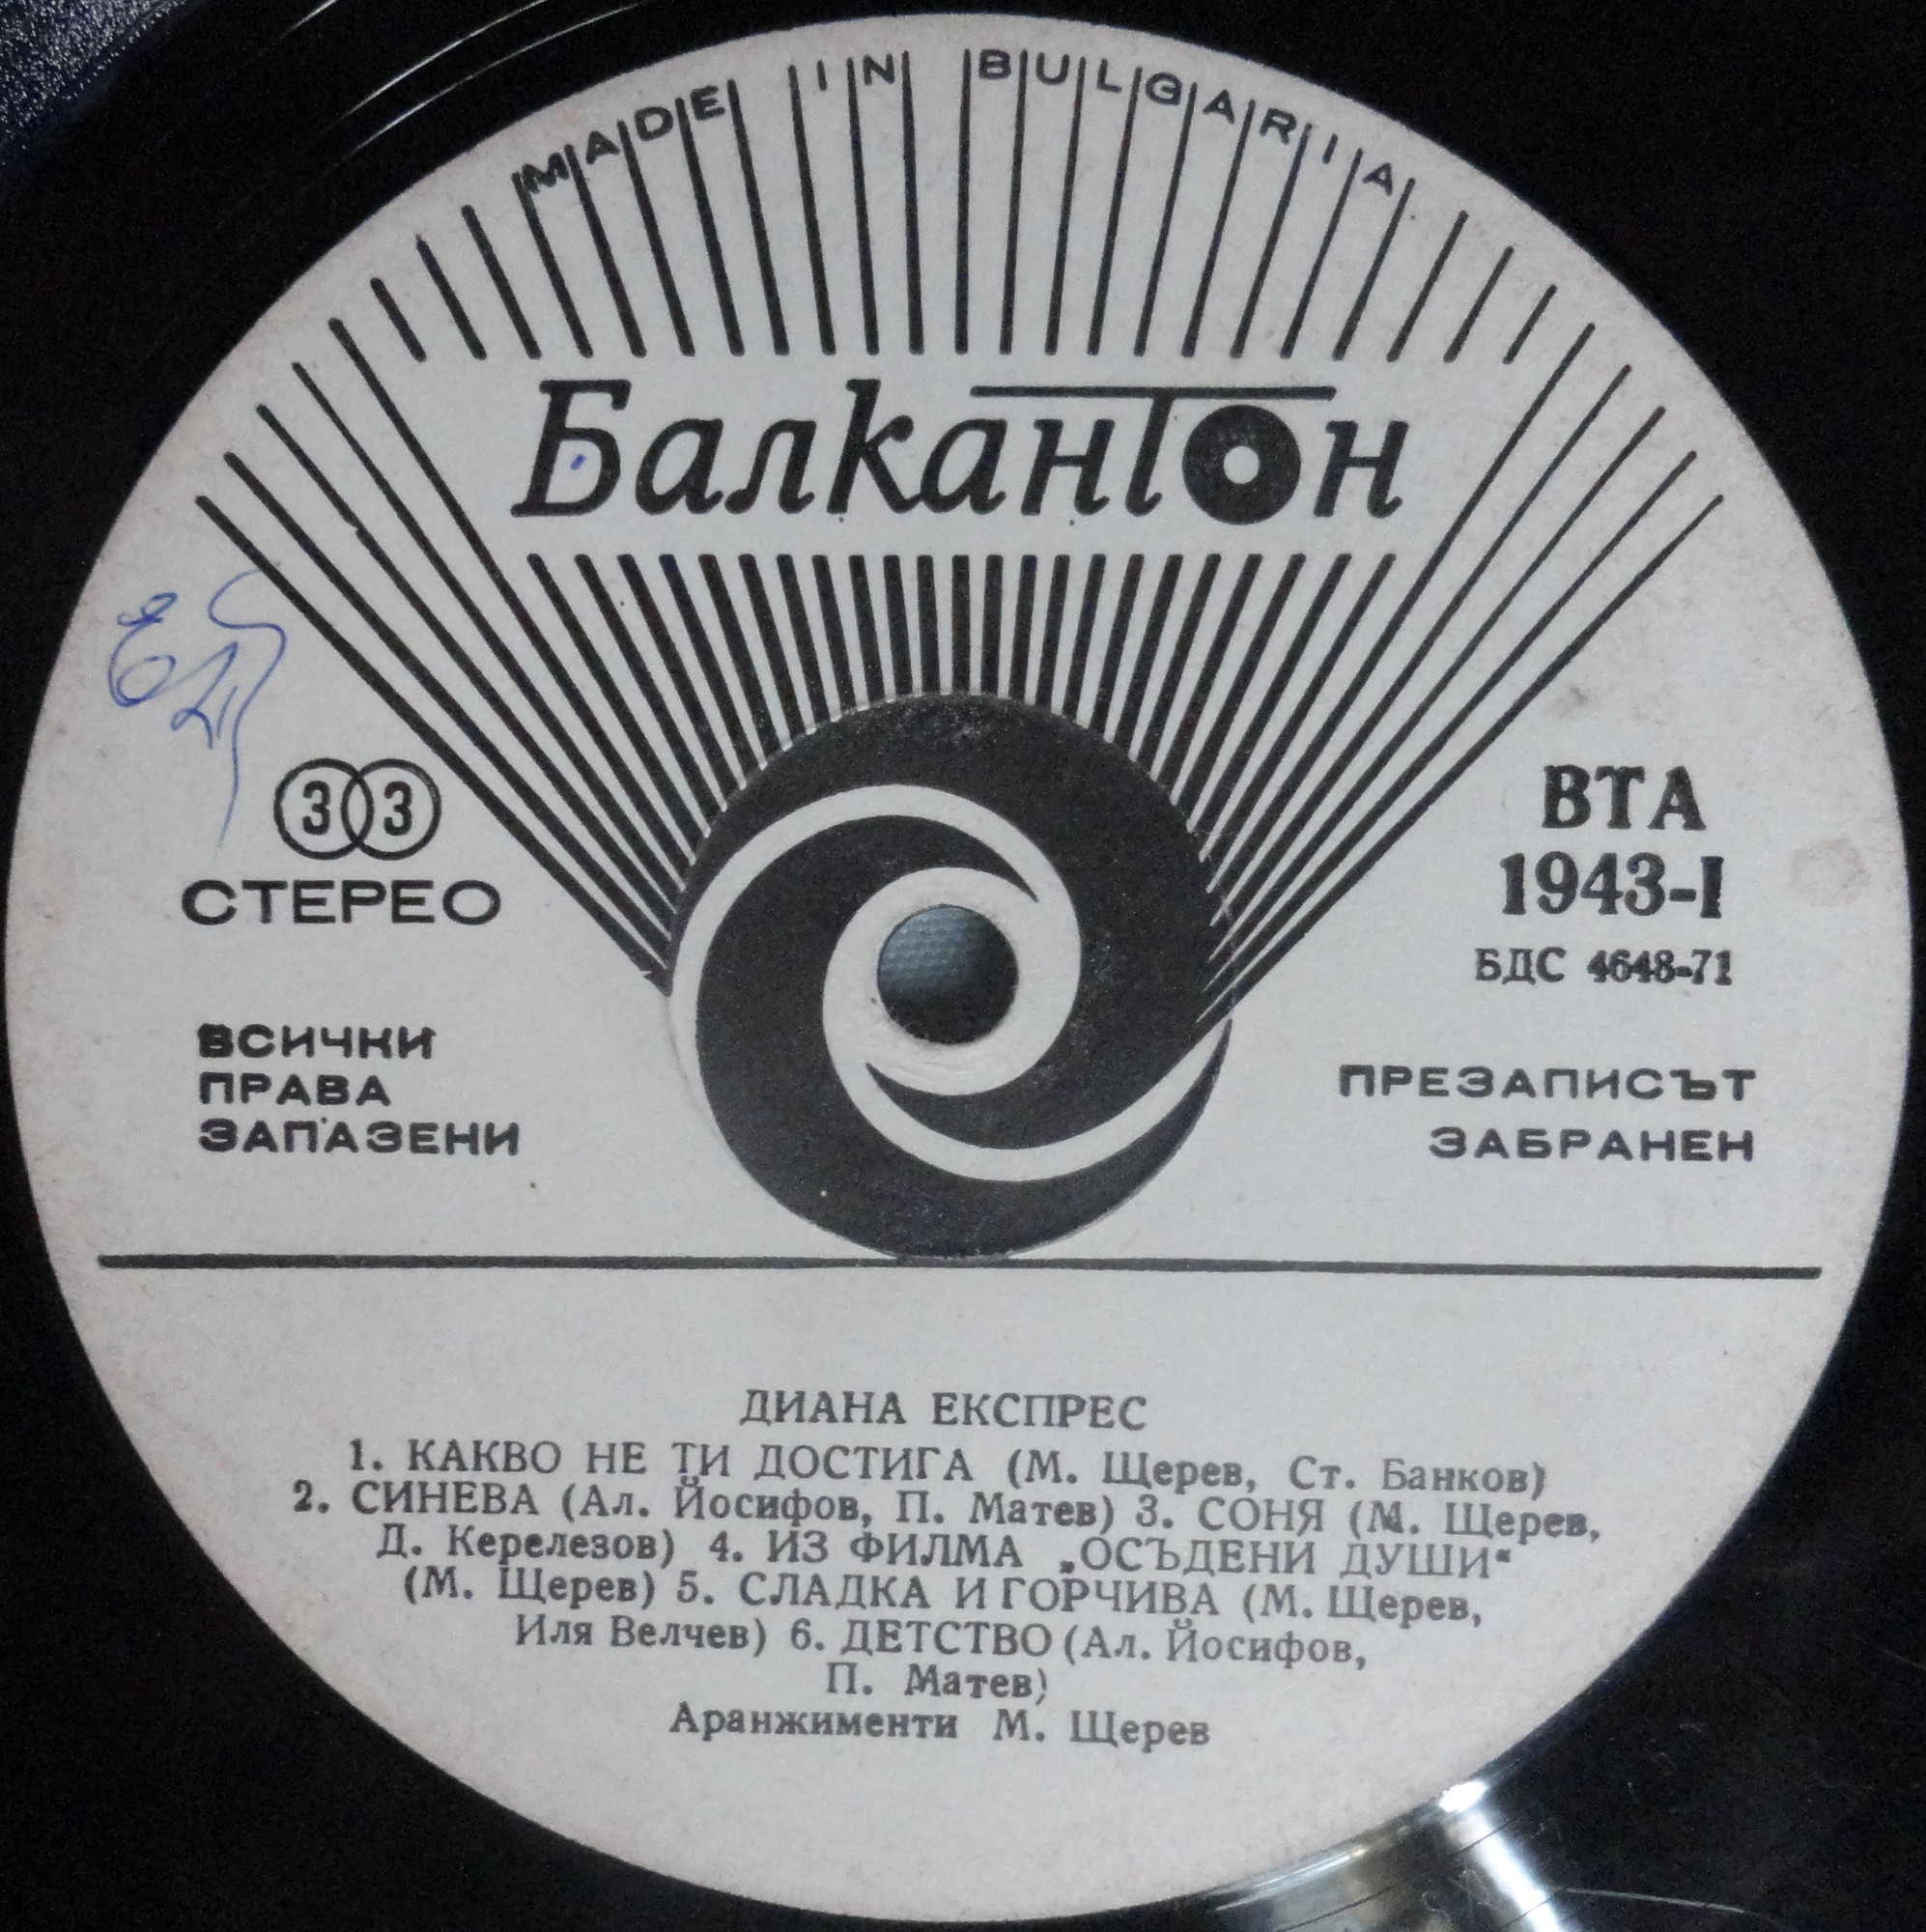 MADE IN BULGARIA
Балкантон
33
СТЕРЕО
ВТА
1943-I
БДС 4648-71
ВСИЧКИ
ПРАВА
ЗАПАЗЕНИ
ПРЕЗАПИСЪТ
ЗАБРАНЕН
ДИАНА ЕКСПРЕС
1. КАКВО НЕ ТИ ДОСТИГА (М. Щерев, Ст. Банков)
2. СИНЕВА (Ал. Йосифов, П. Матев) 3. СОНЯ (М. Щерев,
Д. Керелезов) 4. ИЗ ФИЛМА „ОСЪДЕНИ ДУШИ“
(М. Щерев) 5. СЛАДКА И ГОРЧИВА (М. Щерев,
Иля Велчев) 6. ДЕТСТВО (Ал. Йосифов,
П. Матев)
Аранжименти М. Щерев